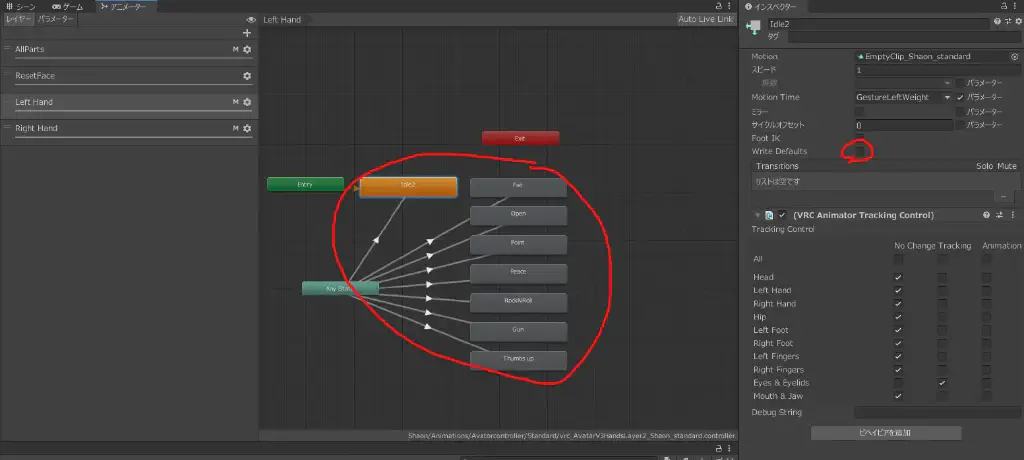 シーン ゲーム アニメーター
レイヤー パラメーター
Left Hand
Auto Live Link
AllParts M
ResetFace
Left Hand M
Right Hand M
Exit
Entry
Idle2
Fist
Open
Point
Peace
RockNRoll
Gun
Thumbs up
Any State
Shaon/Animations/Avatorcontroller/Standard/vrc_AvatarV3HandsLayer2_Shaon_standard.controller
インスペクター
Idle2
タグ
Motion EmptyClip_Shaon_standard
スピード 1
乗数 パラメーター
Motion Time GestureLeftWeight パラメーター
ミラー パラメーター
サイクルオフセット 0 パラメーター
Foot IK
Write Defaults
Transitions Solo Mute
リストは空です
(VRC Animator Tracking Control)
Tracking Control
No Change Tracking Animation
All
Head
Left Hand
Right Hand
Hip
Left Foot
Right Foot
Left Fingers
Right Fingers
Eyes & Eyelids
Mouth & Jaw
Debug String
ビヘイビアを追加